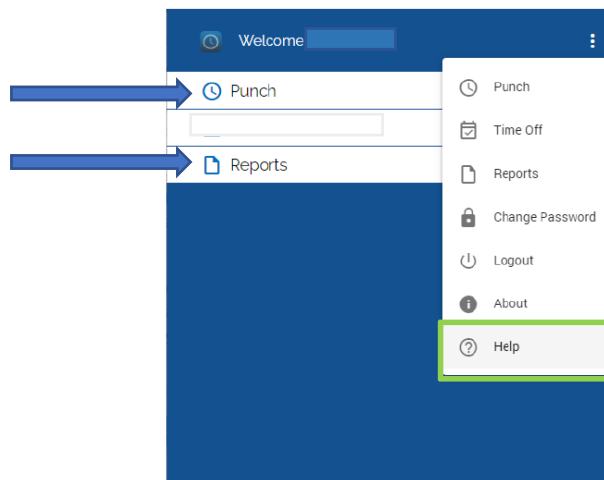 Welcome
Punch
Reports
Punch
Time Off
Reports
Change Password
Logout
About
Help